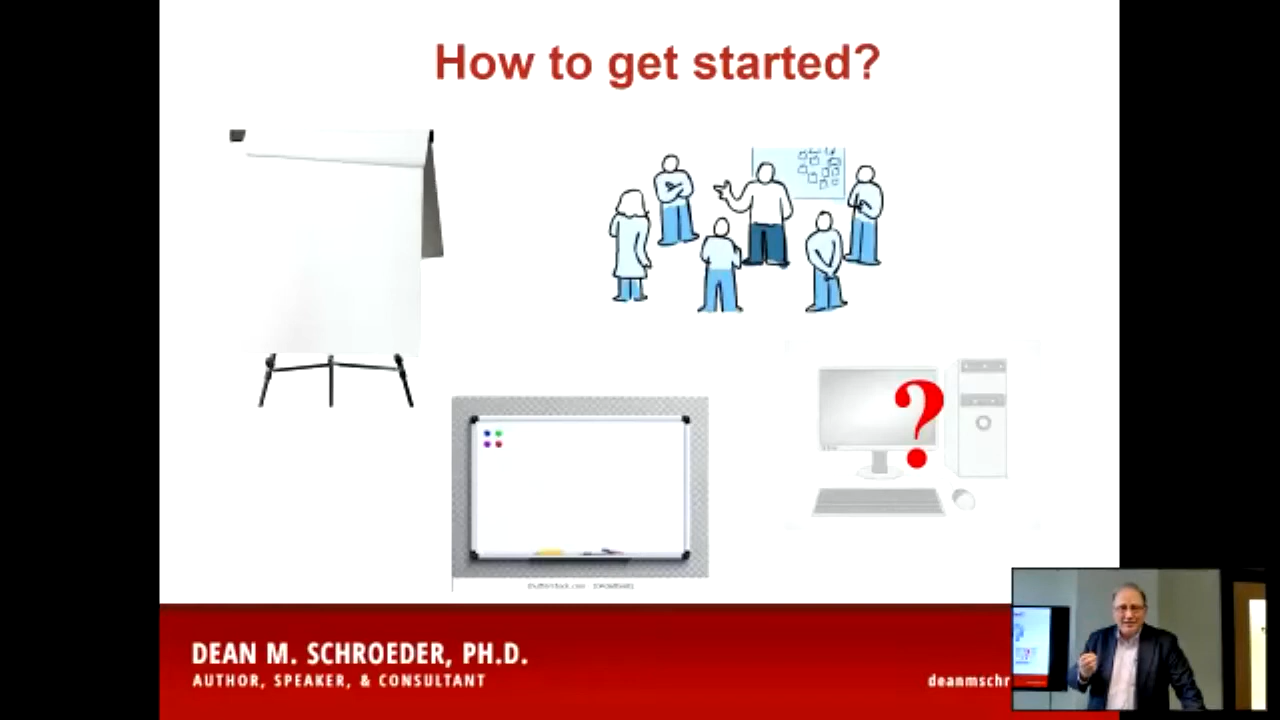 How to get started?
?
DEAN M. SCHROEDER, PH.D.
AUTHOR, SPEAKER, & CONSULTANT
deanmschr